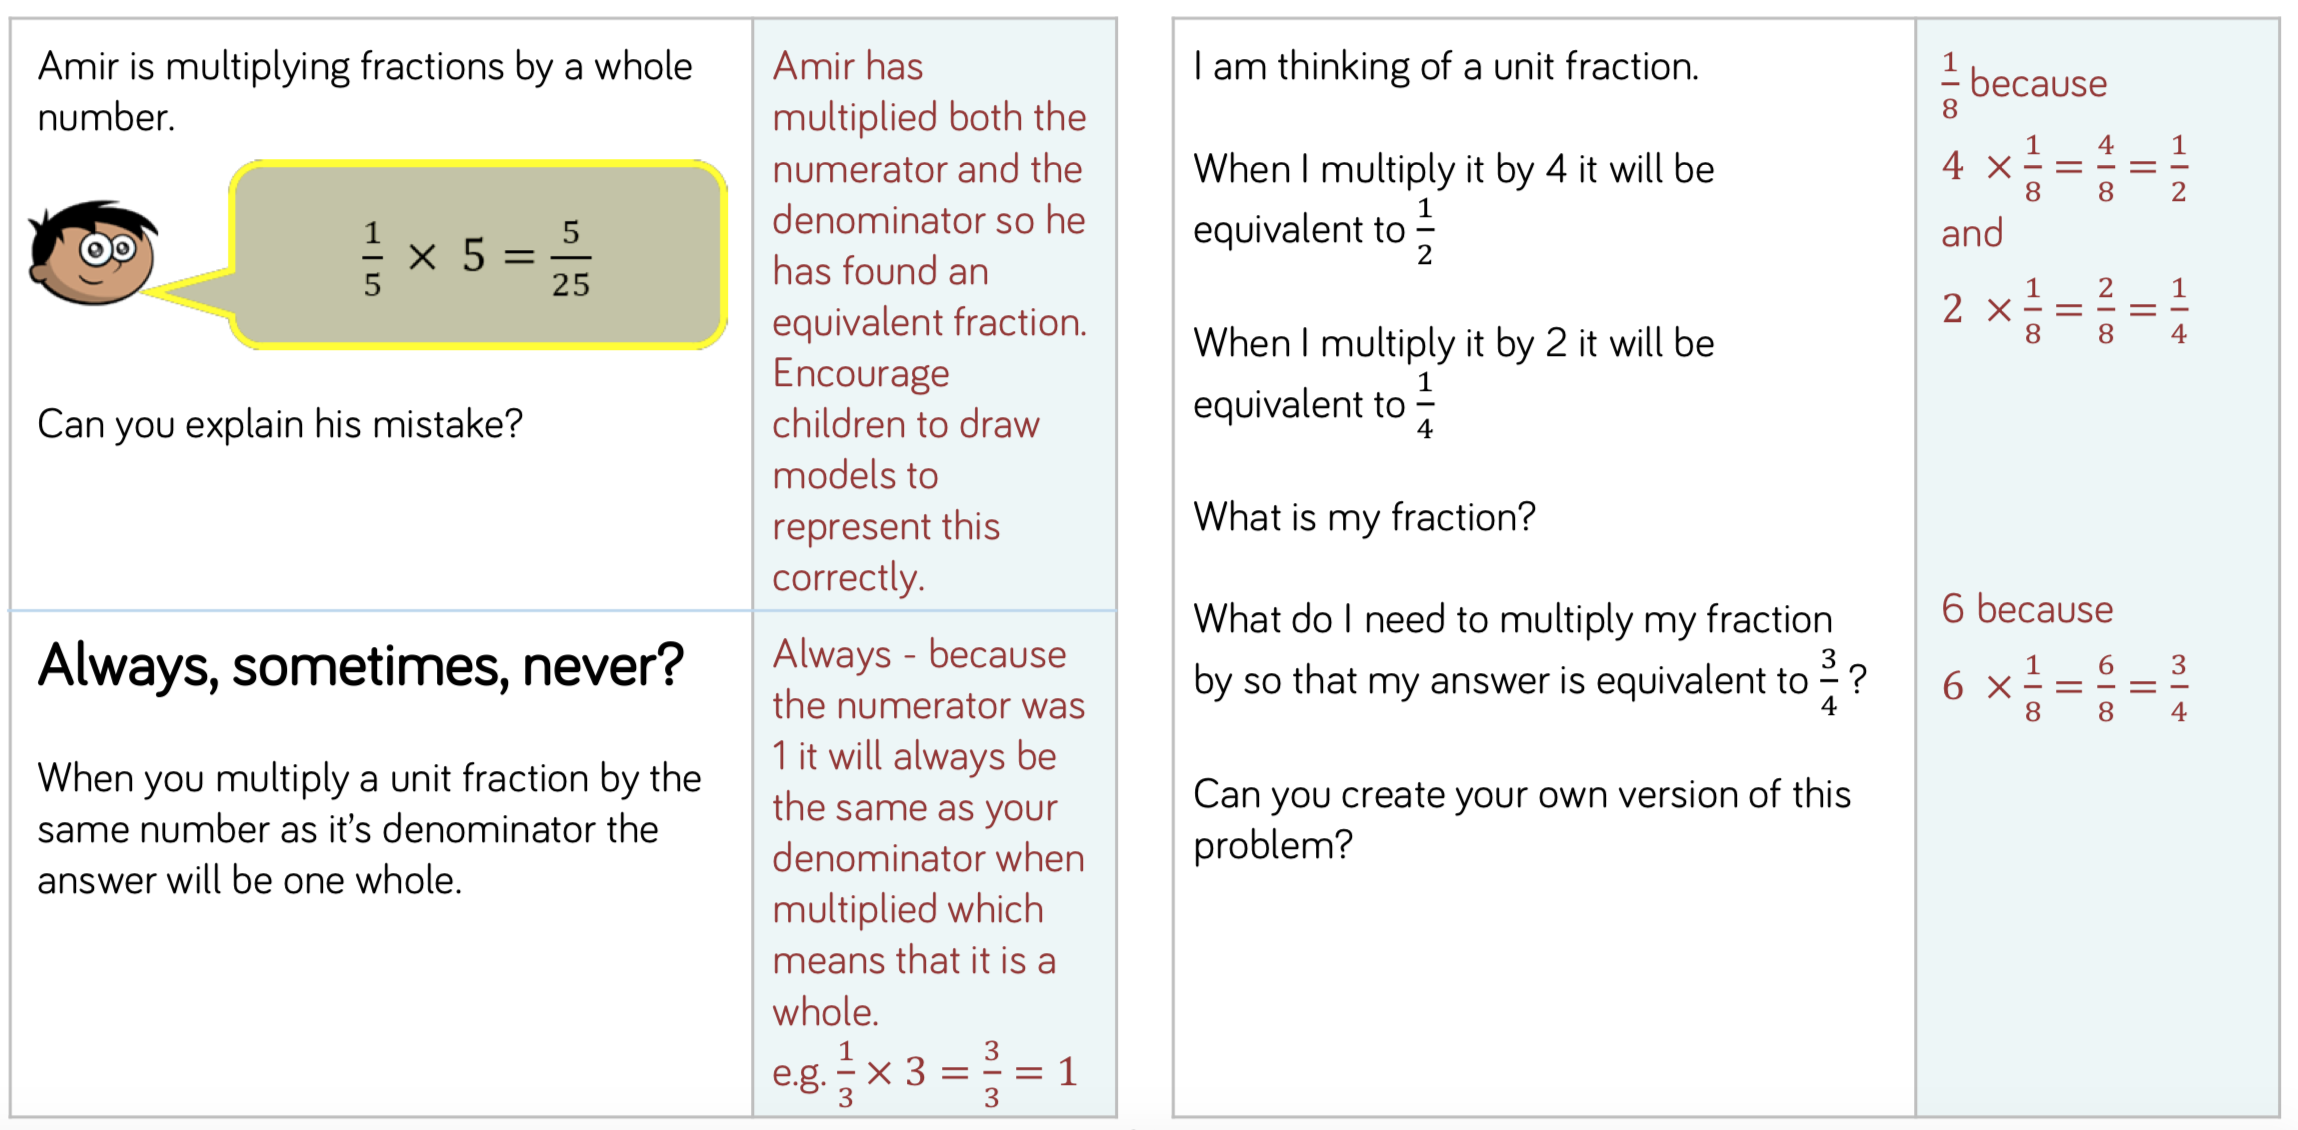 Amir is multiplying fractions by a whole
number.
1/5 × 5 = 5/25
Can you explain his mistake?
Amir has
multiplied both the
numerator and the
denominator so he
has found an
equivalent fraction.
Encourage
children to draw
models to
represent this
correctly.
Always, sometimes, never?
When you multiply a unit fraction by the
same number as it's denominator the
answer will be one whole.
Always - because
the numerator was
1 it will always be
the same as your
denominator when
multiplied which
means that it is a
whole.
e.g. 1/3 × 3 = 3/3 = 1
I am thinking of a unit fraction.
When I multiply it by 4 it will be
equivalent to 1/2
When I multiply it by 2 it will be
equivalent to 1/4
What is my fraction?
What do I need to multiply my fraction
by so that my answer is equivalent to 3/4 ?
Can you create your own version of this
problem?
1/8 because
4 × 1/8 = 4/8 = 1/2
and
2 × 1/8 = 2/8 = 1/4
6 because
6 × 1/8 = 6/8 = 3/4